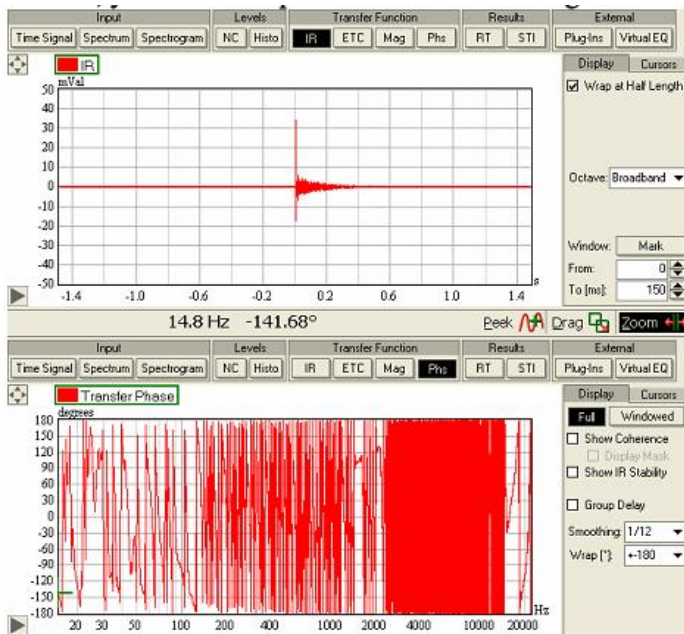 Input Levels Transfer Function Results External
Time Signal Spectrum Spectrogram NC Histo IR ETC Mag Phs RT STI Plug-Ins Virtual EQ
IR
mVal
Display Cursors
50
40
30
20
10
0
-10
-20
-30
-40
-50
-1.4 -1.0 -0.6 -0.2 0.2 0.6 1.0 1.4 s
Wrap at Half Length
Octave: Broadband
Window: Mark
From: 0
To [ms]: 150
14.8 Hz -141.68° Peek Drag Zoom
Input Levels Transfer Function Results External
Time Signal Spectrum Spectrogram NC Histo IR ETC Mag Phs RT STI Plug-Ins Virtual EQ
Transfer Phase
degrees
Display Cursors
180
150
120
90
60
30
0
-30
-60
-90
-120
-150
-180
20 30 50 100 200 400 1000 2000 4000 10000 20000 Hz
Full Windowed
Show Coherence
Display Mask
Show IR Stability
Group Delay
Smoothing: 1/12
Wrap [°]: +-180